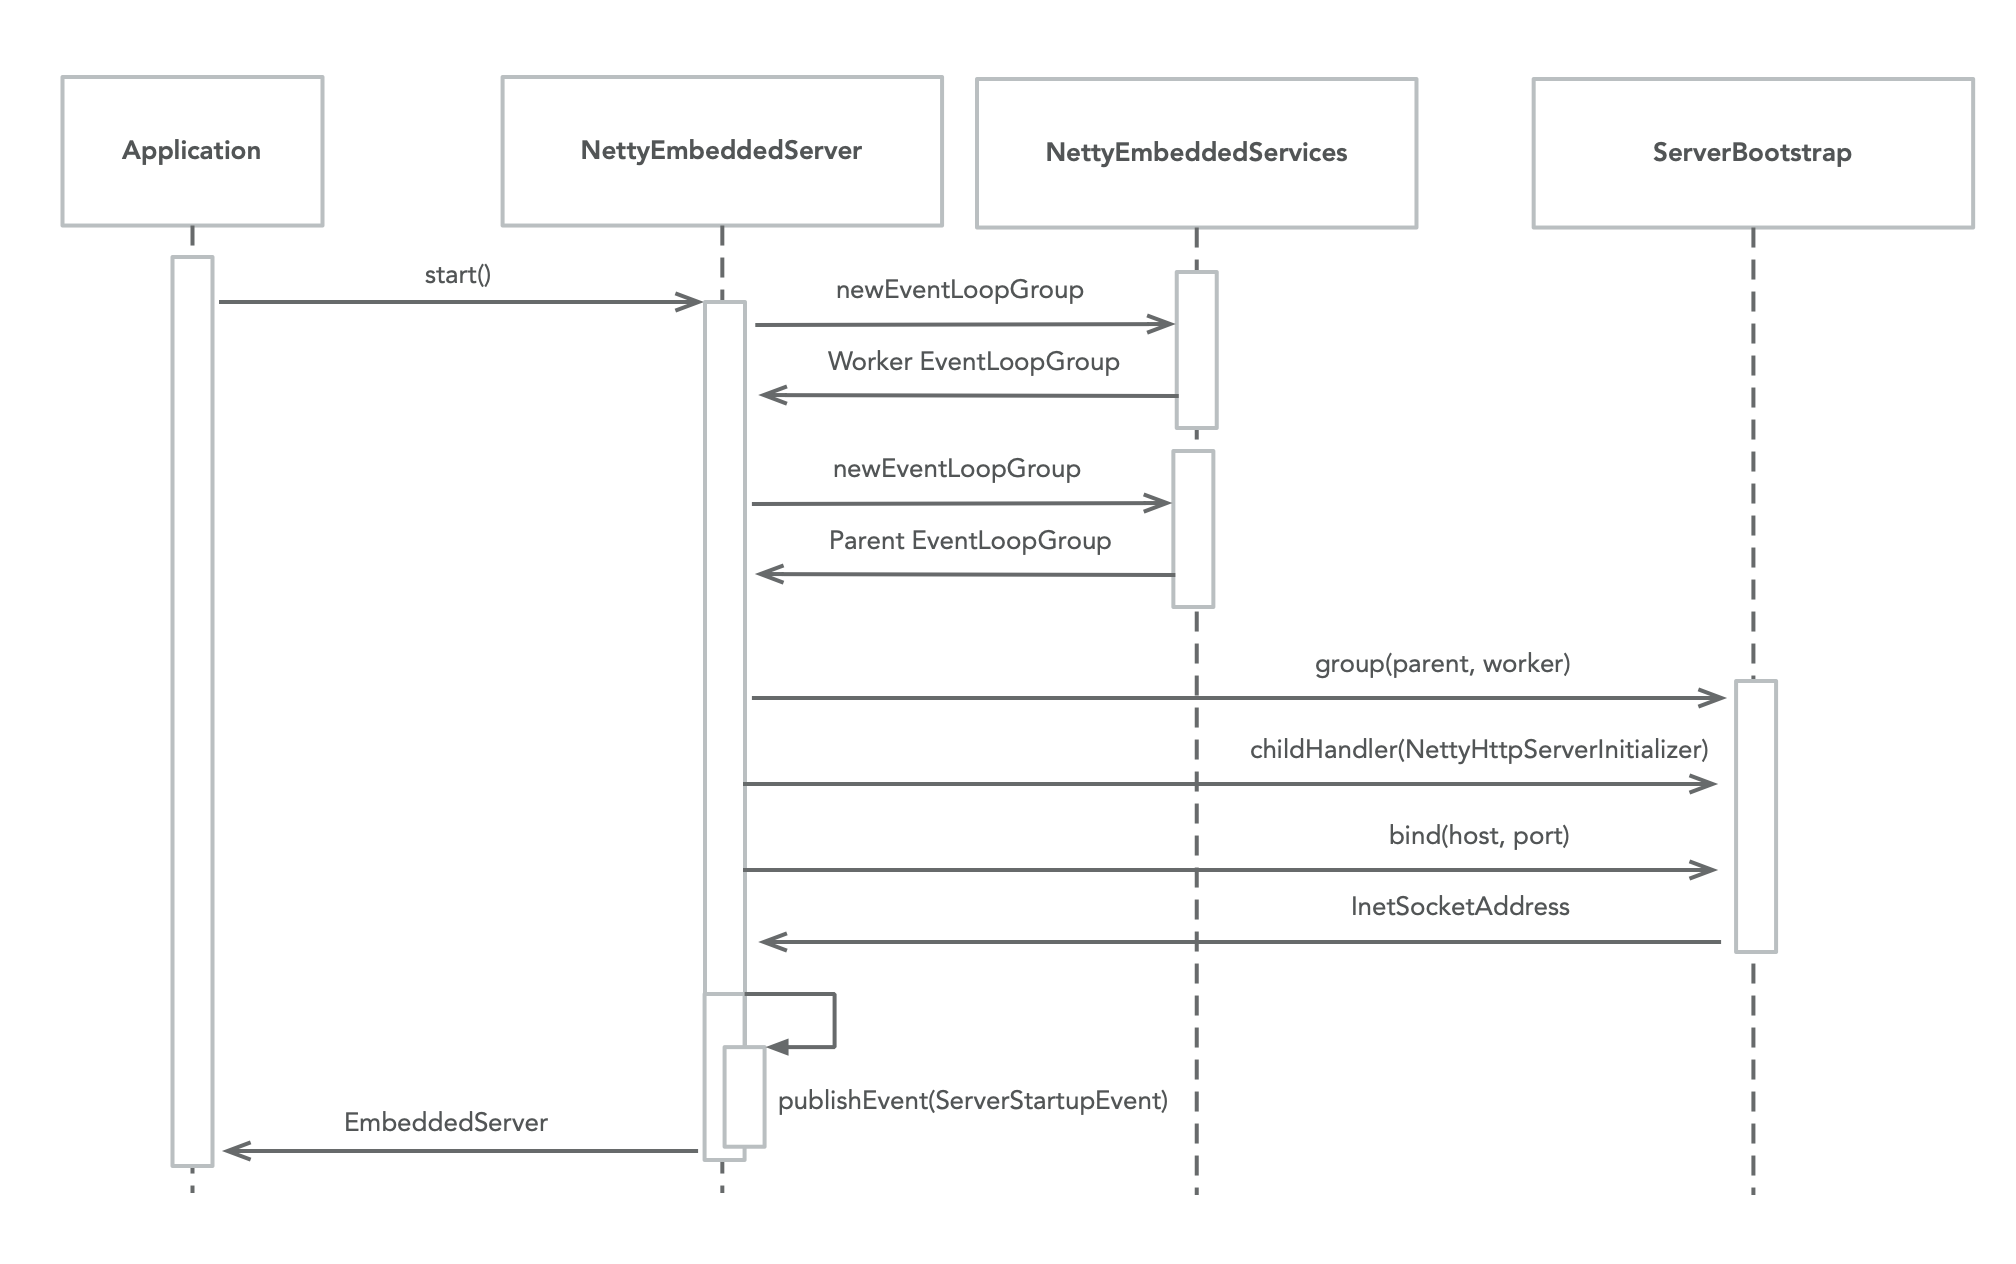 Application
NettyEmbeddedServer
NettyEmbeddedServices
ServerBootstrap
start()
newEventLoopGroup
Worker EventLoopGroup
newEventLoopGroup
Parent EventLoopGroup
group(parent, worker)
childHandler(NettyHttpServerInitializer)
bind(host, port)
InetSocketAddress
publishEvent(ServerStartupEvent)
EmbeddedServer